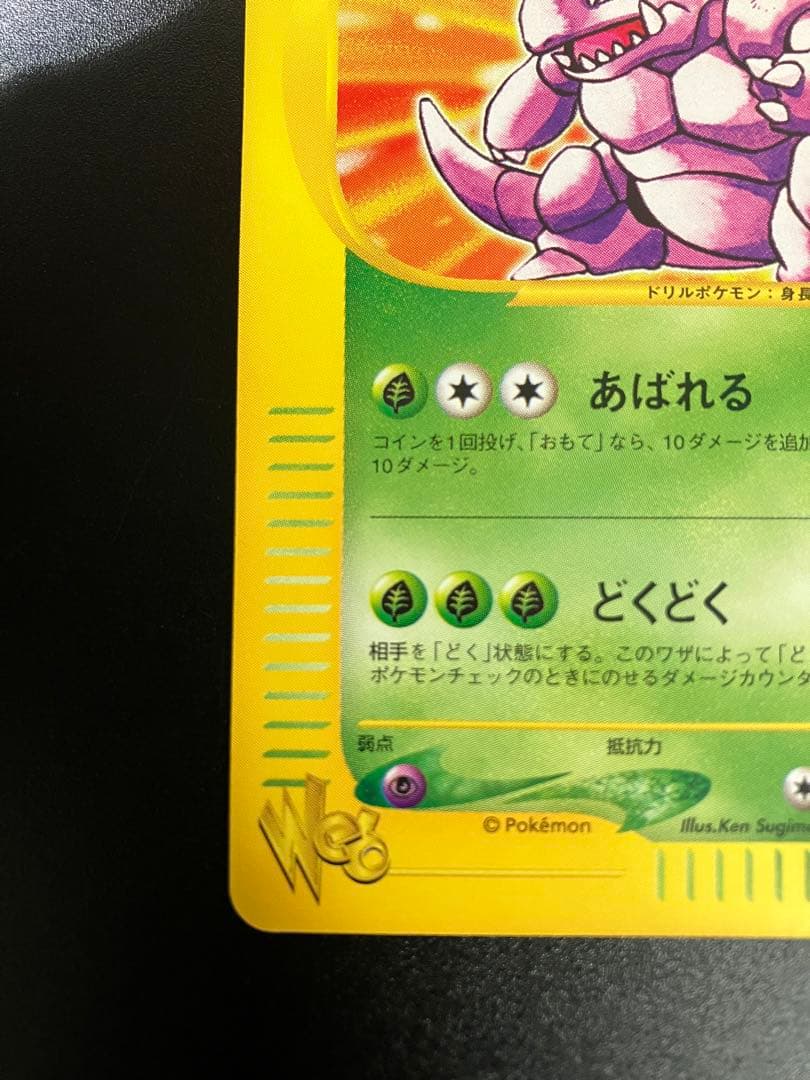 ドリルポケモン：身長
あばれる
コインを1回投げ、「おもて」なら、10ダメージを追加
10ダメージ。
どくどく
相手を「どく」状態にする。このワザによって「ど
ポケモンチェックのときにのせるダメージカウンタ
弱点
抵抗力
© Pokémon
Illus.Ken Sugimo
Web